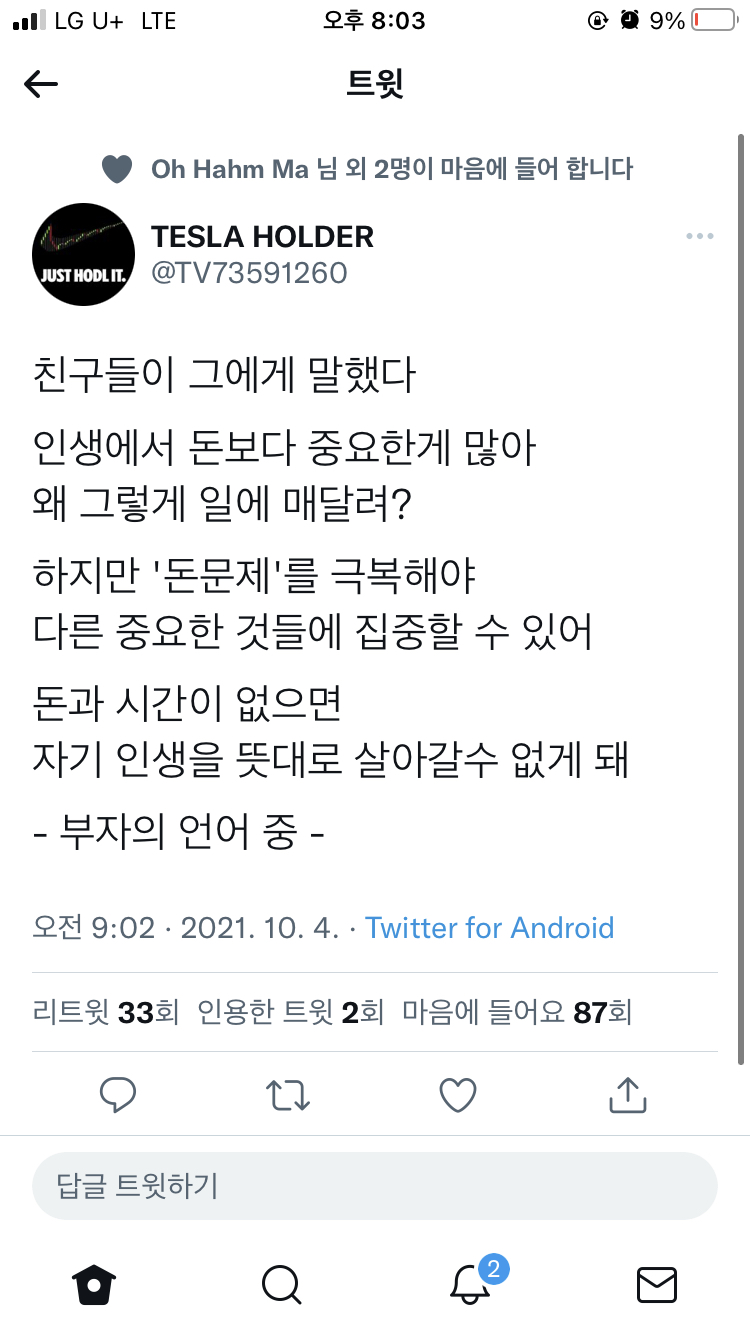 LG U+ LTE 오후 8:03 9%
트윗
Oh Hahm Ma 님 외 2명이 마음에 들어 합니다
TESLA HOLDER
@TV73591260
JUST HODL IT.
친구들이 그에게 말했다
인생에서 돈보다 중요한게 많아
왜 그렇게 일에 매달려?
하지만 '돈문제'를 극복해야
다른 중요한 것들에 집중할 수 있어
돈과 시간이 없으면
자기 인생을 뜻대로 살아갈수 없게 돼
- 부자의 언어 중 -
오전 9:02 · 2021. 10. 4. · Twitter for Android
리트윗 33회 인용한 트윗 2회 마음에 들어요 87회
답글 트윗하기
2